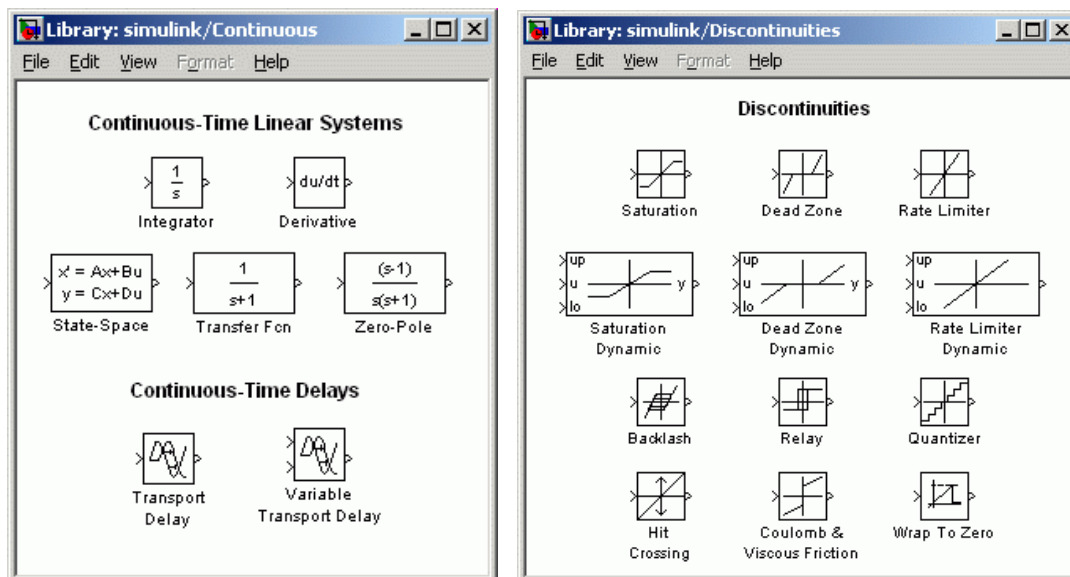 Library: simulink/Continuous
File Edit View Format Help
Continuous-Time Linear Systems
1
s
du/dt
Integrator
Derivative
x' = Ax+Bu
y = Cx+Du
1
s+1
(s-1)
s(s+1)
State-Space
Transfer Fcn
Zero-Pole
Continuous-Time Delays
Transport
Delay
Variable
Transport Delay
Library: simulink/Discontinuities
File Edit View Format Help
Discontinuities
Saturation
Dead Zone
Rate Limiter
up
u
lo
y
Saturation
Dynamic
up
u
lo
y
Dead Zone
Dynamic
up
u
lo
Rate Limiter
Dynamic
Backlash
Relay
Quantizer
Hit
Crossing
Coulomb &
Viscous Friction
Wrap To Zero